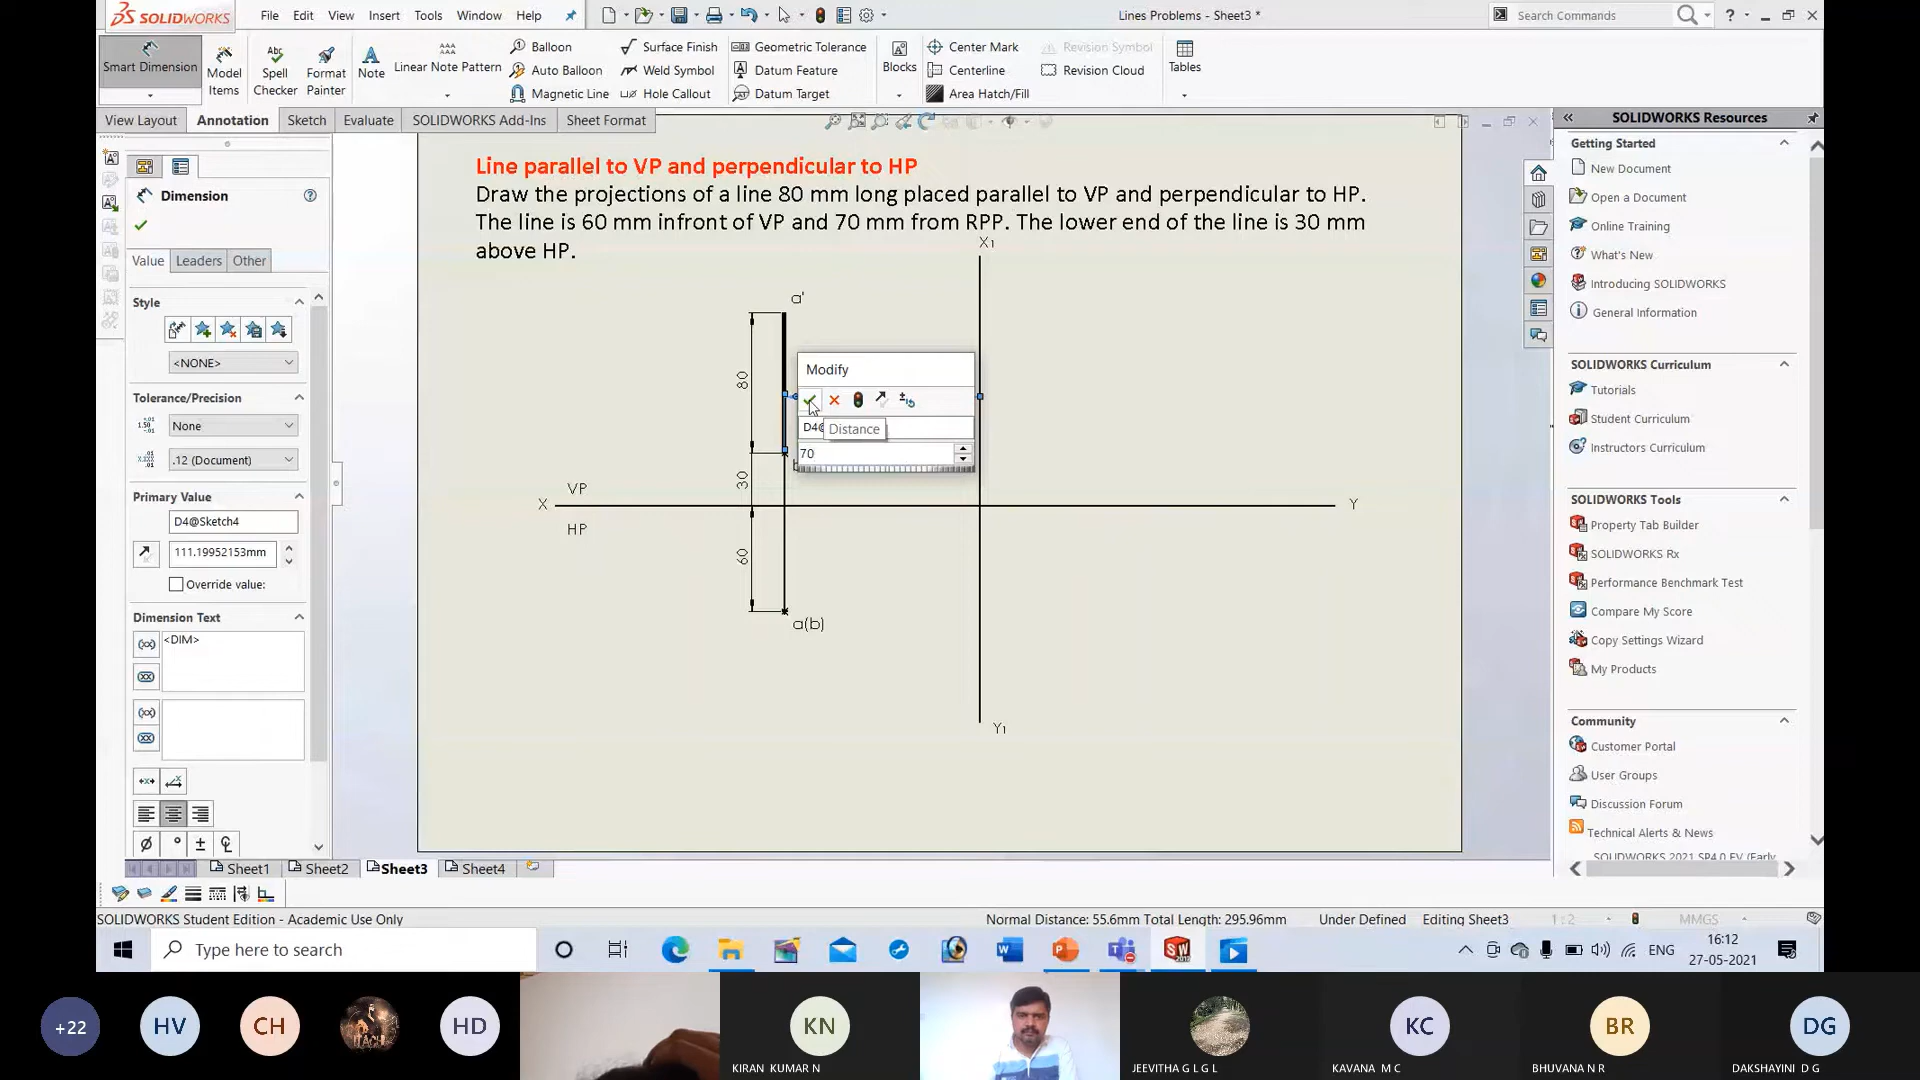 SOLIDWORKS File Edit View Insert Tools Window Help Lines Problems - Sheet3 * Search Commands
Smart Dimension Model Items Spell Checker Format Painter Note Linear Note Pattern
Balloon Surface Finish Geometric Tolerance Center Mark Revision Symbol
Auto Balloon Weld Symbol Datum Feature Blocks Centerline Revision Cloud Tables
Magnetic Line Hole Callout Datum Target Area Hatch/Fill
View Layout Annotation Sketch Evaluate SOLIDWORKS Add-Ins Sheet Format
Dimension
Value Leaders Other
Style
<NONE>
Tolerance/Precision
None
.12 (Document)
Primary Value
D4@Sketch4
111.19952153mm
Override value:
Dimension Text
<DIM>
Line parallel to VP and perpendicular to HP
Draw the projections of a line 80 mm long placed parallel to VP and perpendicular to HP.
The line is 60 mm infront of VP and 70 mm from RPP. The lower end of the line is 30 mm
above HP.
X1
a'
80
Modify
D4@
Distance
70
30
VP
X Y
HP
60
a(b)
Y1
SOLIDWORKS Resources
Getting Started
New Document
Open a Document
Online Training
What's New
Introducing SOLIDWORKS
General Information
SOLIDWORKS Curriculum
Tutorials
Student Curriculum
Instructors Curriculum
SOLIDWORKS Tools
Property Tab Builder
SOLIDWORKS Rx
Performance Benchmark Test
Compare My Score
Copy Settings Wizard
My Products
Community
Customer Portal
User Groups
Discussion Forum
Technical Alerts & News
SOLIDWORKS 2021 SP4.0 EV (Early
Sheet1 Sheet2 Sheet3 Sheet4
SOLIDWORKS Student Edition - Academic Use Only Normal Distance: 55.6mm Total Length: 295.96mm Under Defined Editing Sheet3 1 : 2 MMGS
Type here to search ENG 16:12
27-05-2021
+22 HV CH HD KN KC BR DG
KIRAN KUMAR N JEEVITHA G L G L KAVANA M C BHUVANA N R DAKSHAYINI D G